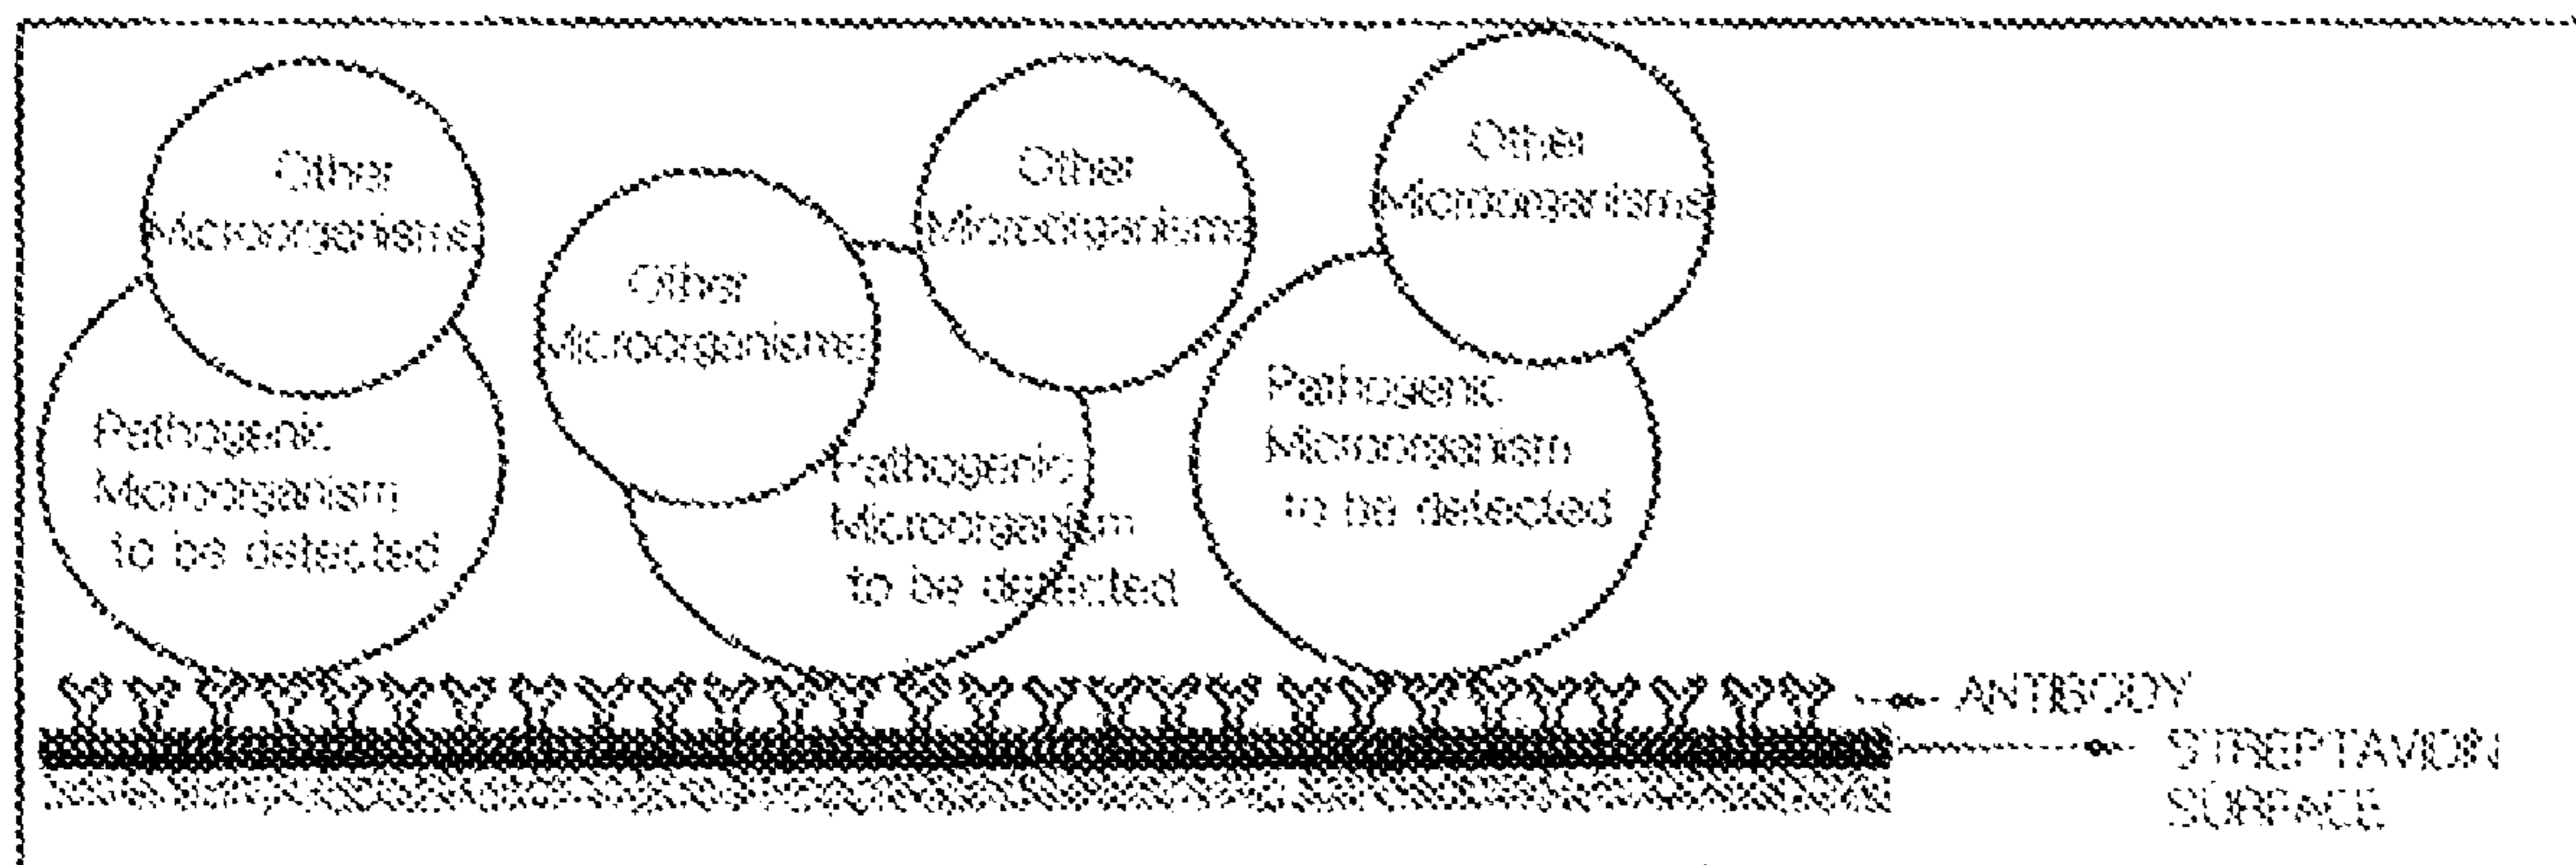 Other
Microorganisms
Other
Microorganisms
Other
Microorganisms
Other
Microorganisms
Pathogenic
Microorganism
to be detected
Pathogenic
Microorganism
to be detected
Pathogenic
Microorganism
to be detected
ANTIBODY
STREPTAVIDIN
SURFACE